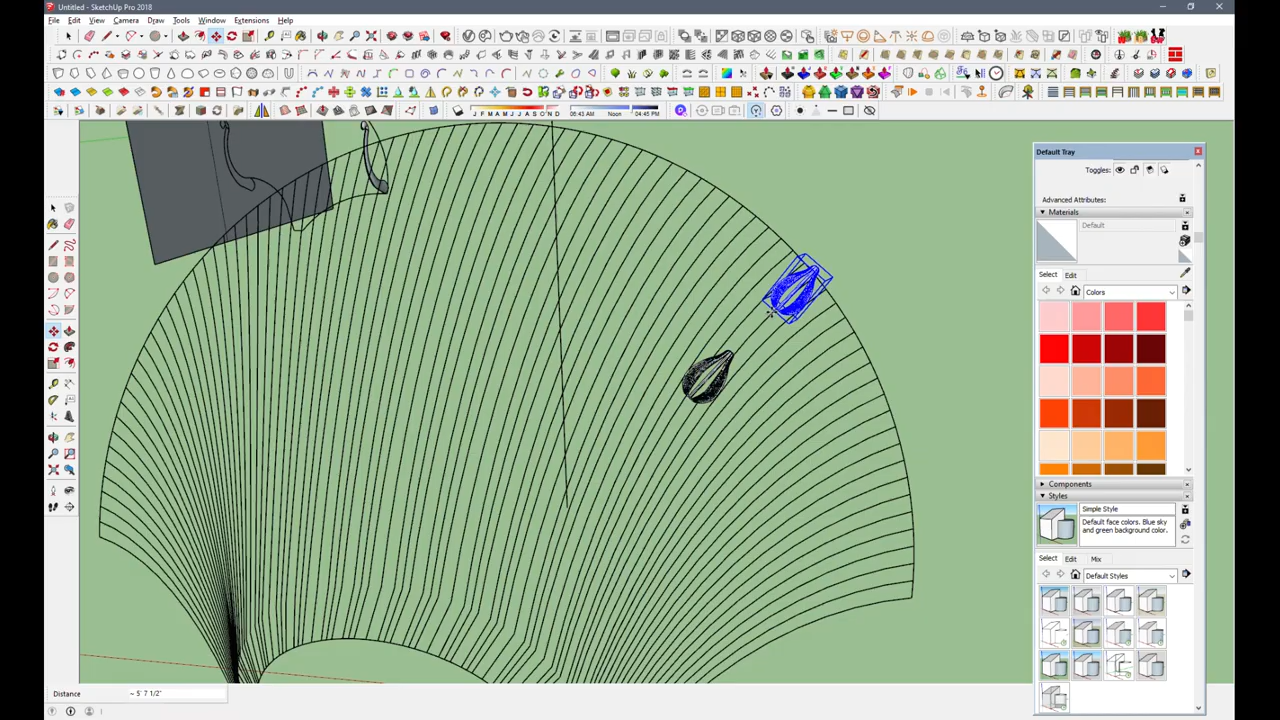 Untitled - SketchUp Pro 2018
File Edit View Camera Draw Tools Window Extensions Help
J F M A M J J A S O N D
06:43 AM Noon 04:45 PM
Default Tray
Toggles:
Advanced Attributes:
Materials
Default
Select Edit
Colors
Components
Styles
Simple Style
Default face colors. Blue sky
and green background color.
Select Edit Mix
Default Styles
Distance ~ 5' 7 1/2"